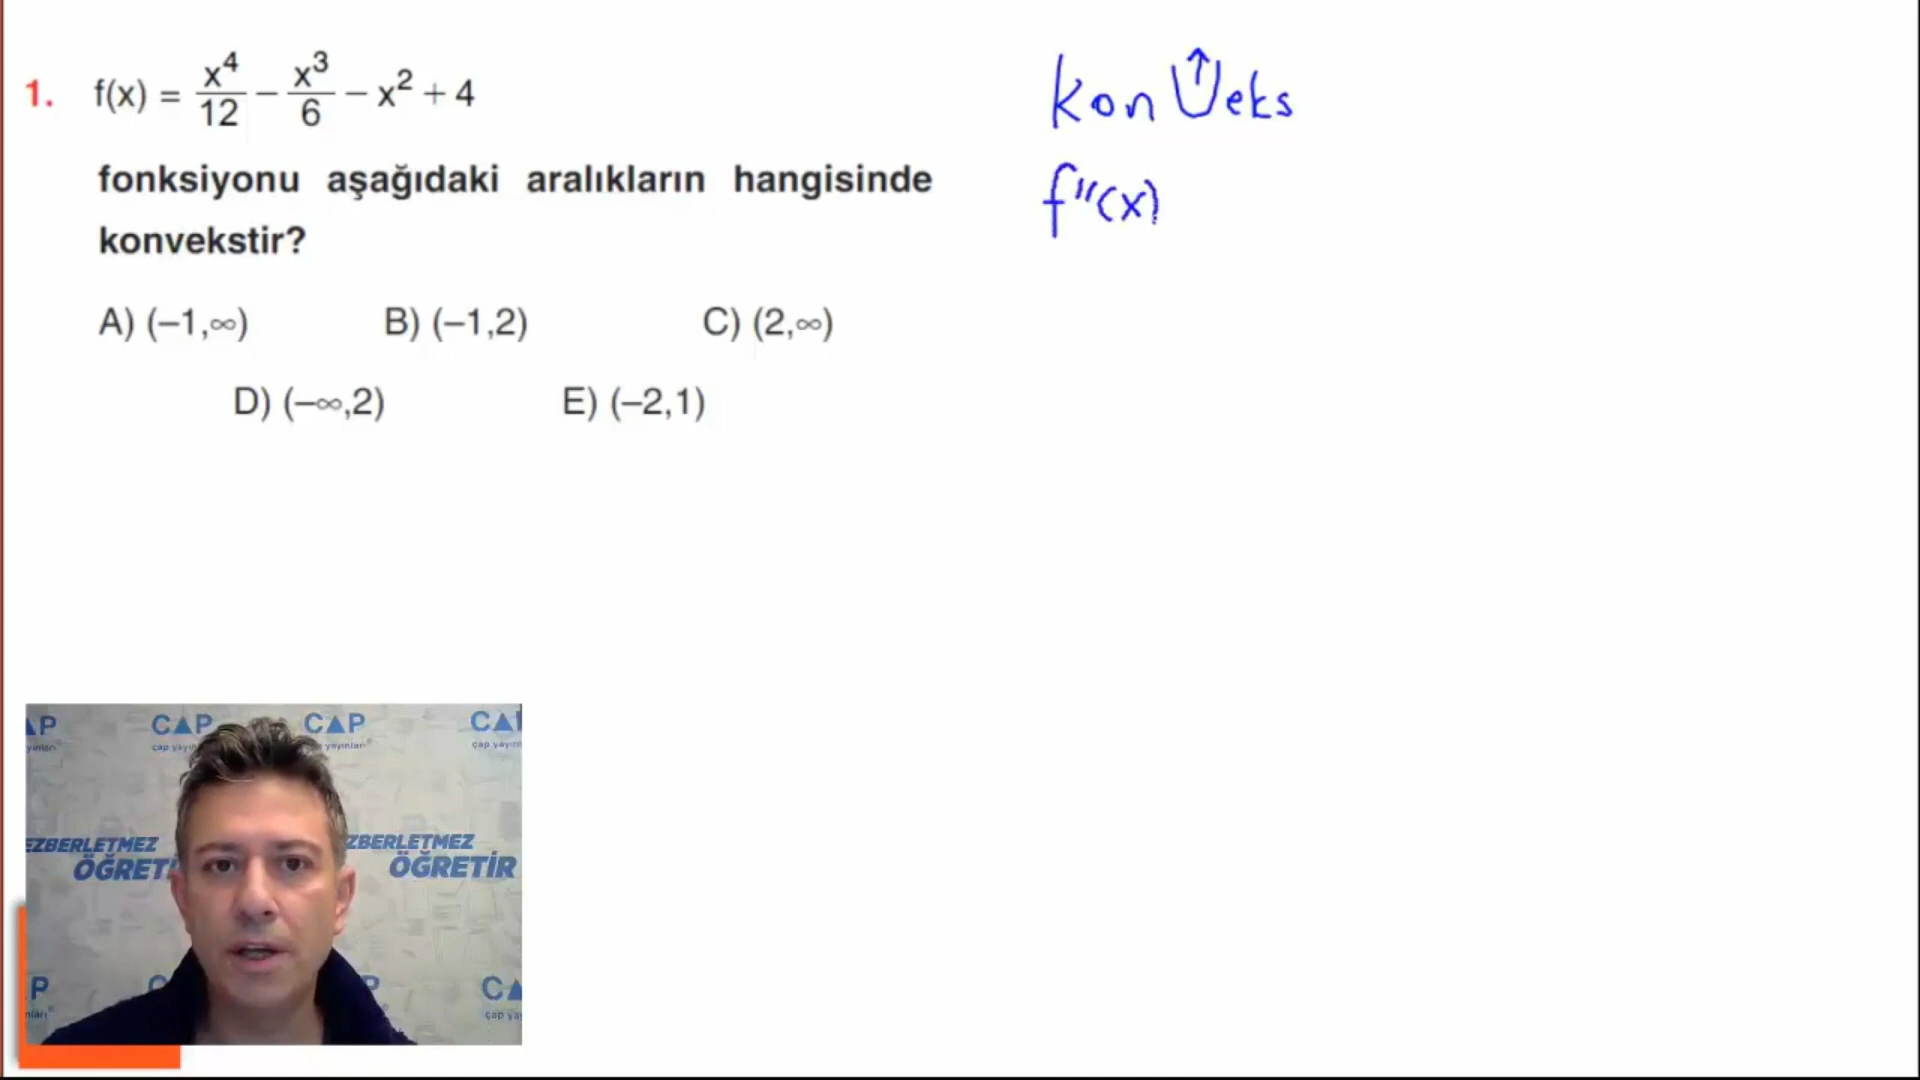 1. f(x) = x⁴/12 − x³/6 − x² + 4
fonksiyonu aşağıdaki aralıkların hangisinde
konvekstir?
A) (–1,∞) B) (–1,2) C) (2,∞)
D) (–∞,2) E) (–2,1)
konveks
f''(x)
CAP CAP
EZBERLETMEZ ZBERLETMEZ
ÖĞRETİ ÖĞRETİR